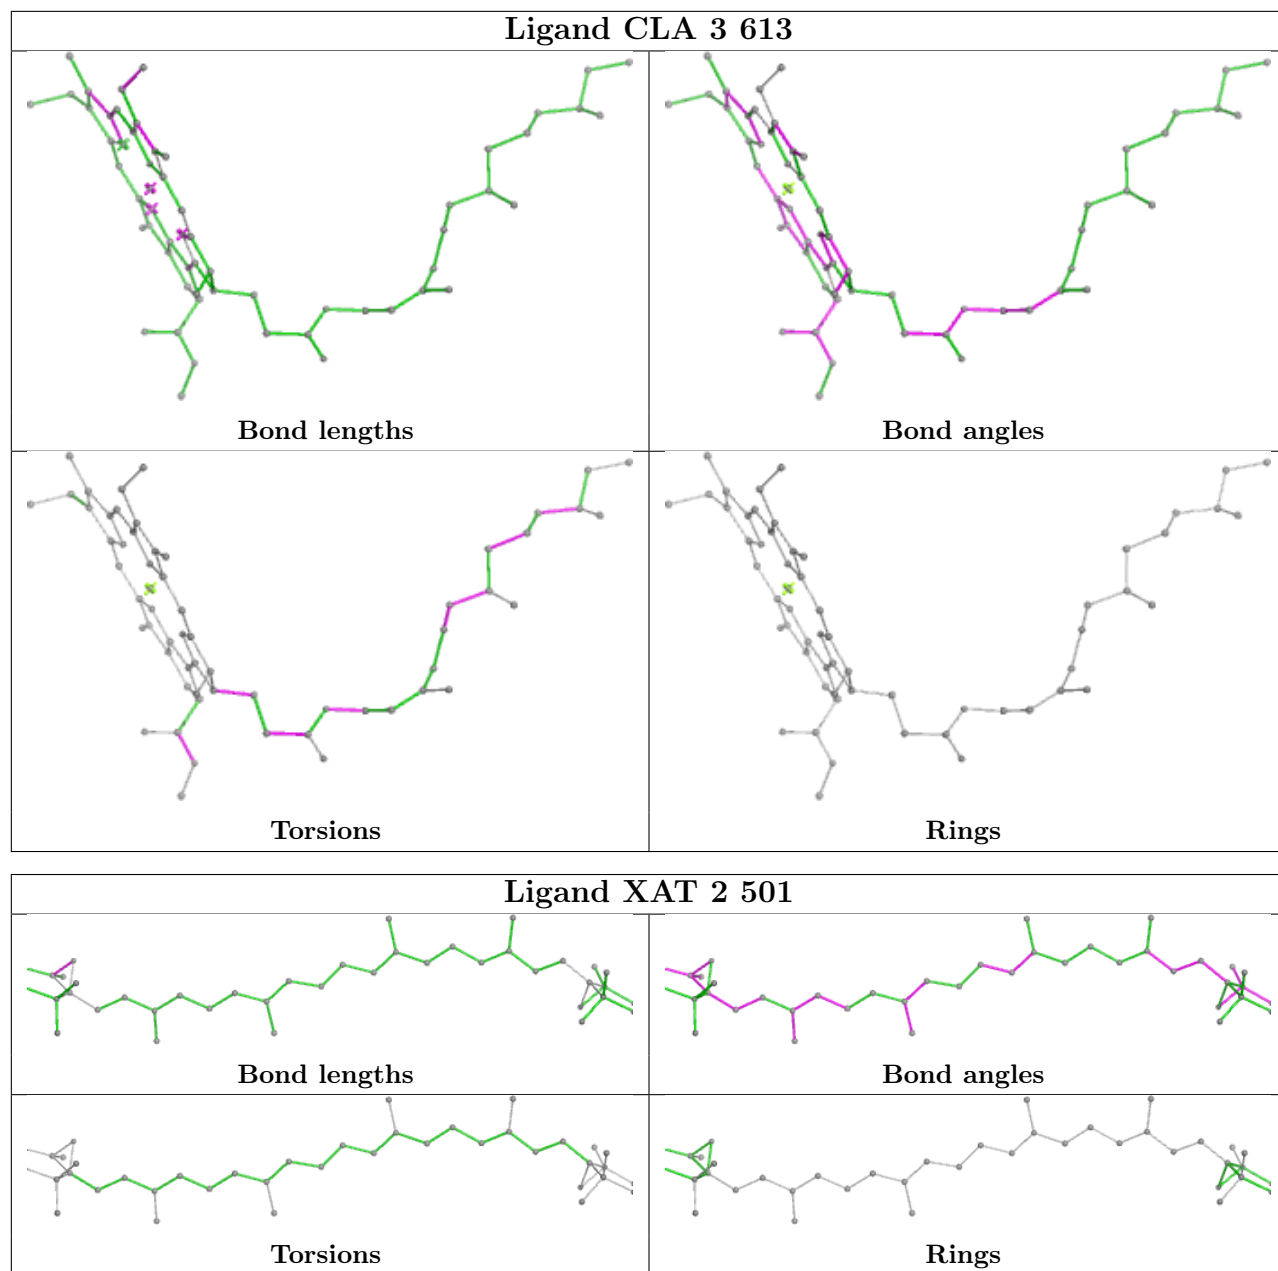 Ligand CLA 3 613
Bond lengths
Bond angles
Torsions
Rings
Ligand XAT 2 501
Bond lengths
Bond angles
Torsions
Rings